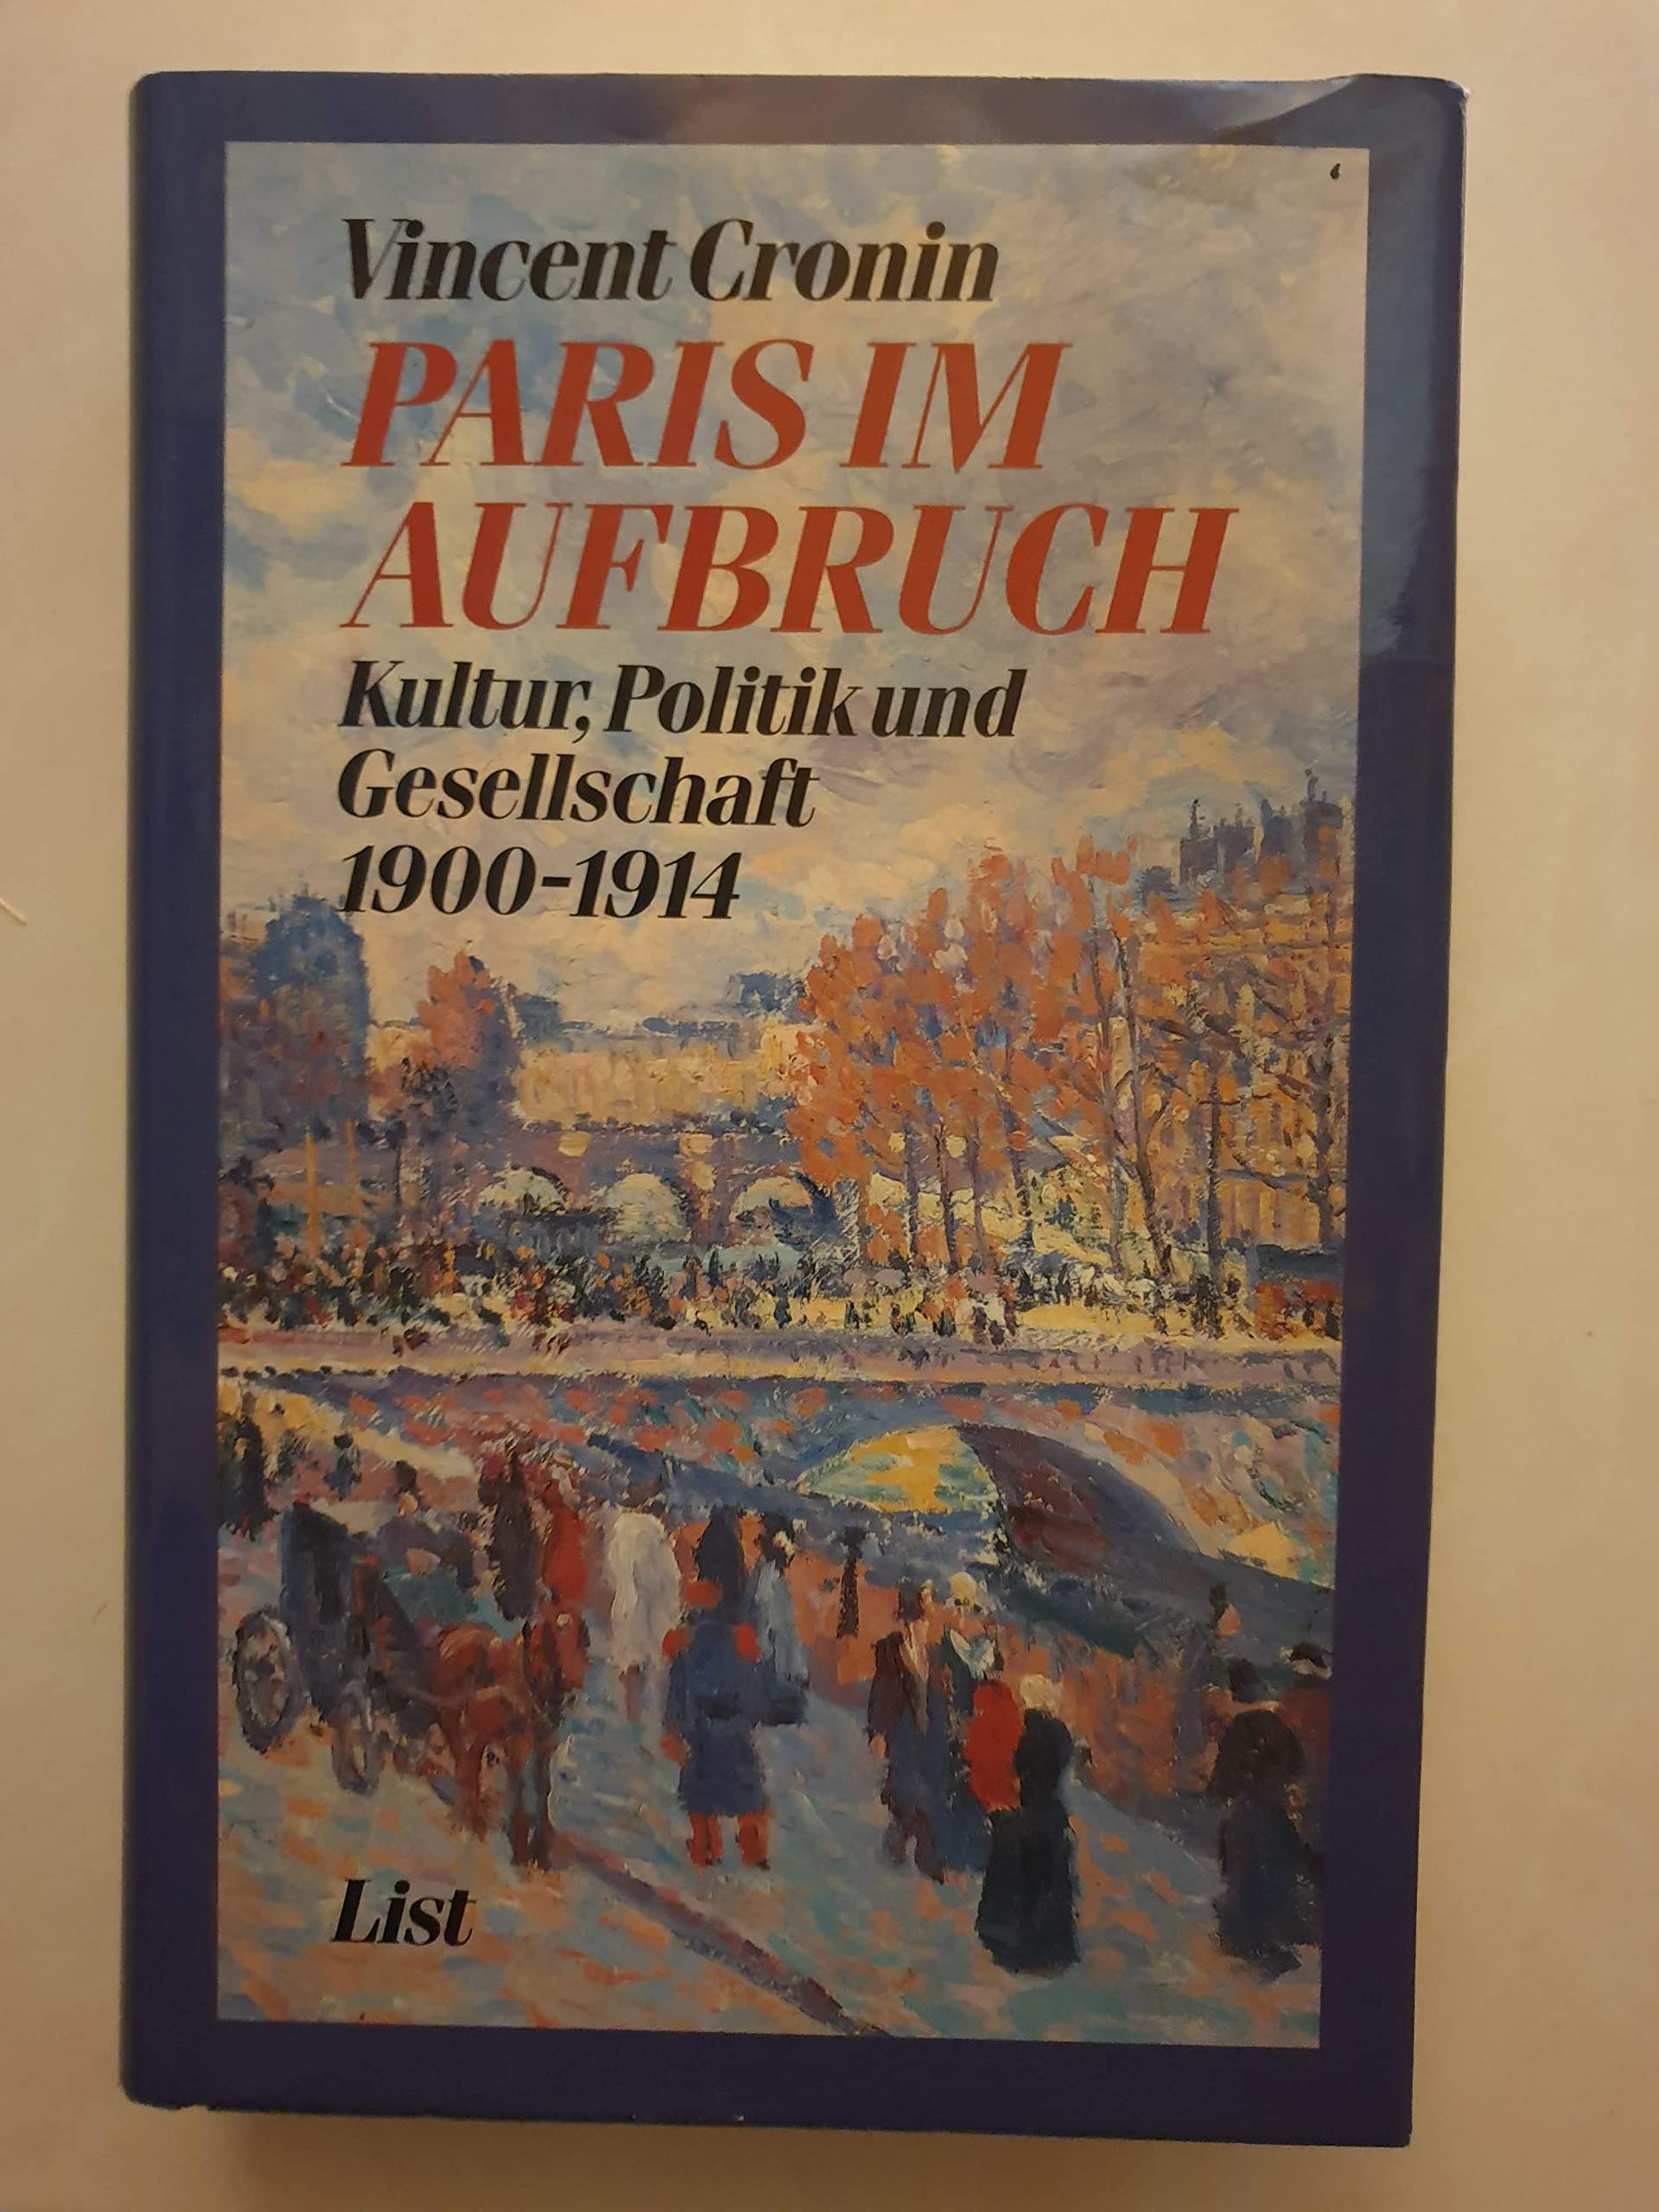 Vincent Cronin
PARIS IM
AUFBRUCH
Kultur, Politik und
Gesellschaft
1900-1914
List